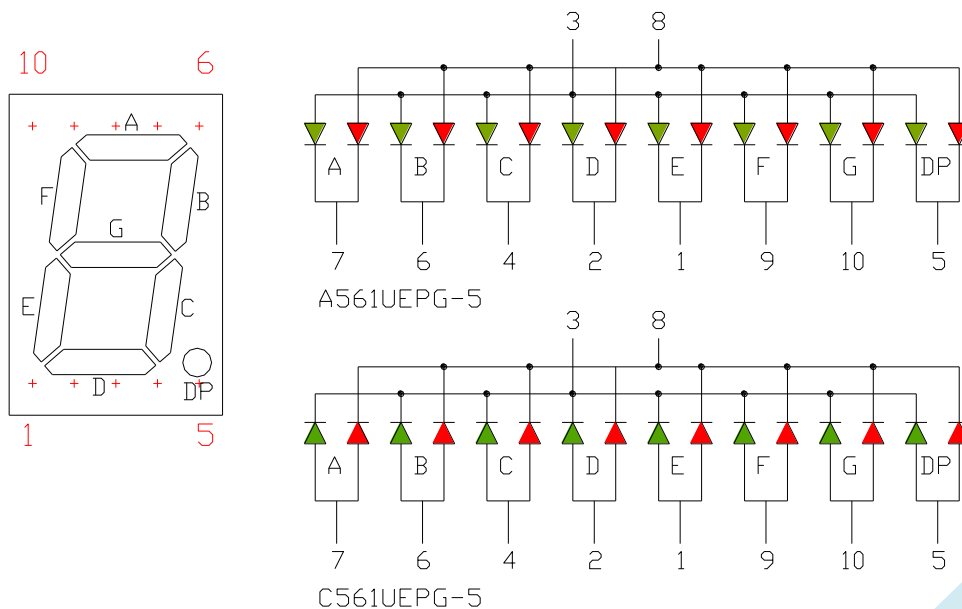 10 6
A
F
B
G
E
C
D
DP
1 5
3 8
A B C D E F G DP
7 6 4 2 1 9 10 5
A561UEPG-5
3 8
A B C D E F G DP
7 6 4 2 1 9 10 5
C561UEPG-5